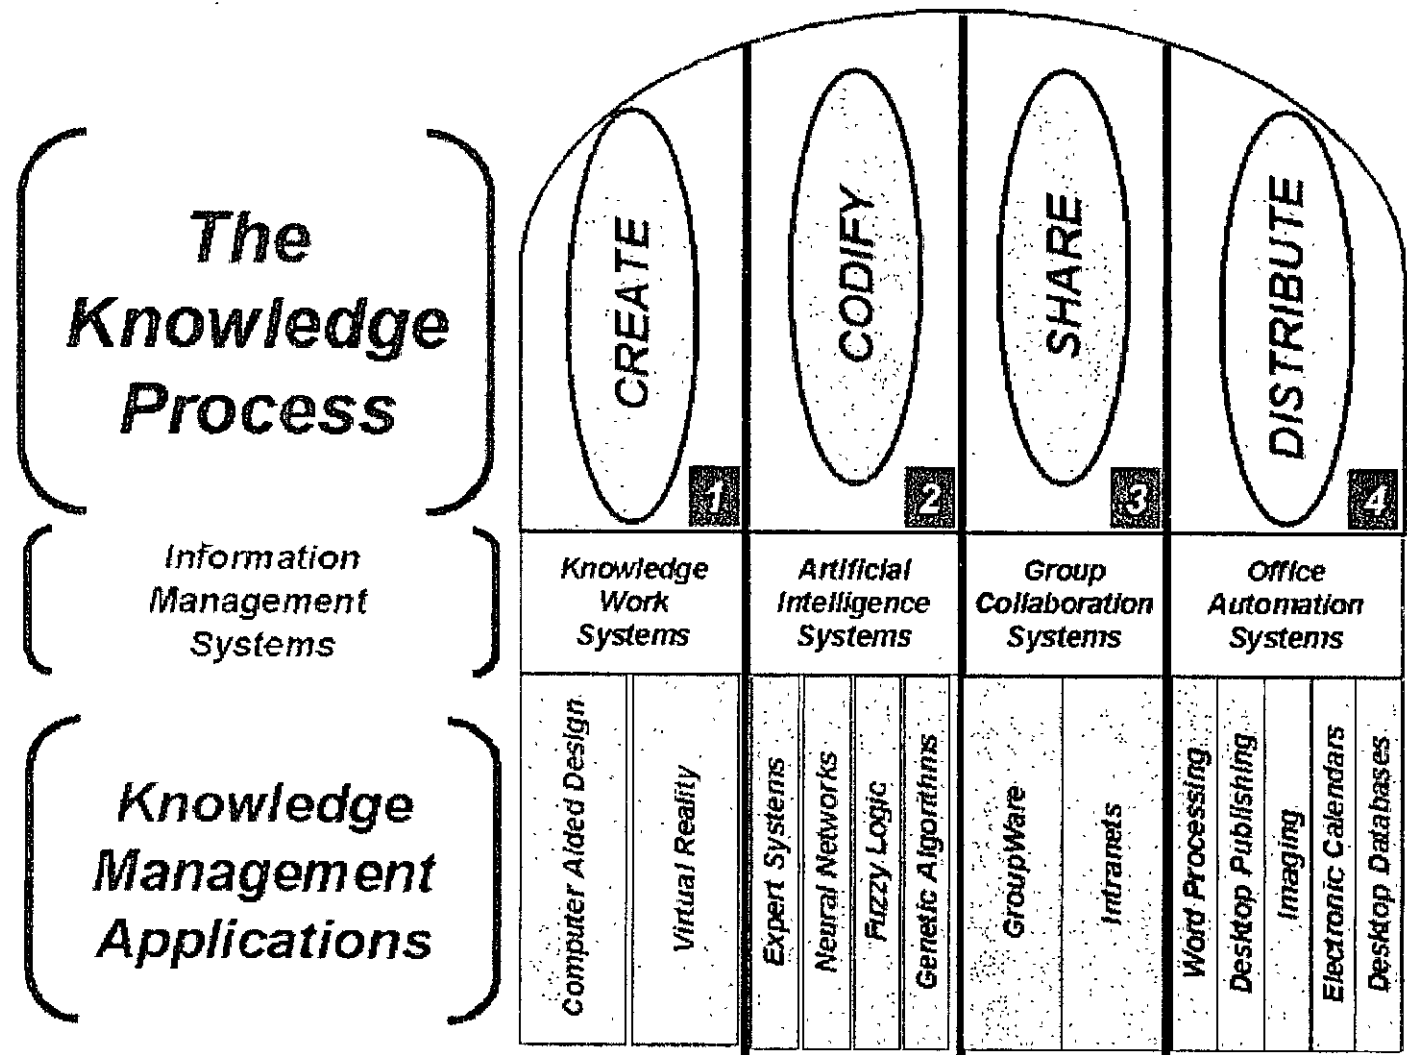 The
Knowledge
Process
CREATE
1
CODIFY
2
SHARE
3
DISTRIBUTE
4
Information
Management
Systems
Knowledge
Work
Systems
Artificial
Intelligence
Systems
Group
Collaboration
Systems
Office
Automation
Systems
Knowledge
Management
Applications
Computer Aided Design
Virtual Reality
Expert Systems
Neural Networks
Fuzzy Logic
Genetic Algorithms
GroupWare
Intranets
Word Processing
Desktop Publishing
Imaging
Electronic Calendars
Desktop Databases